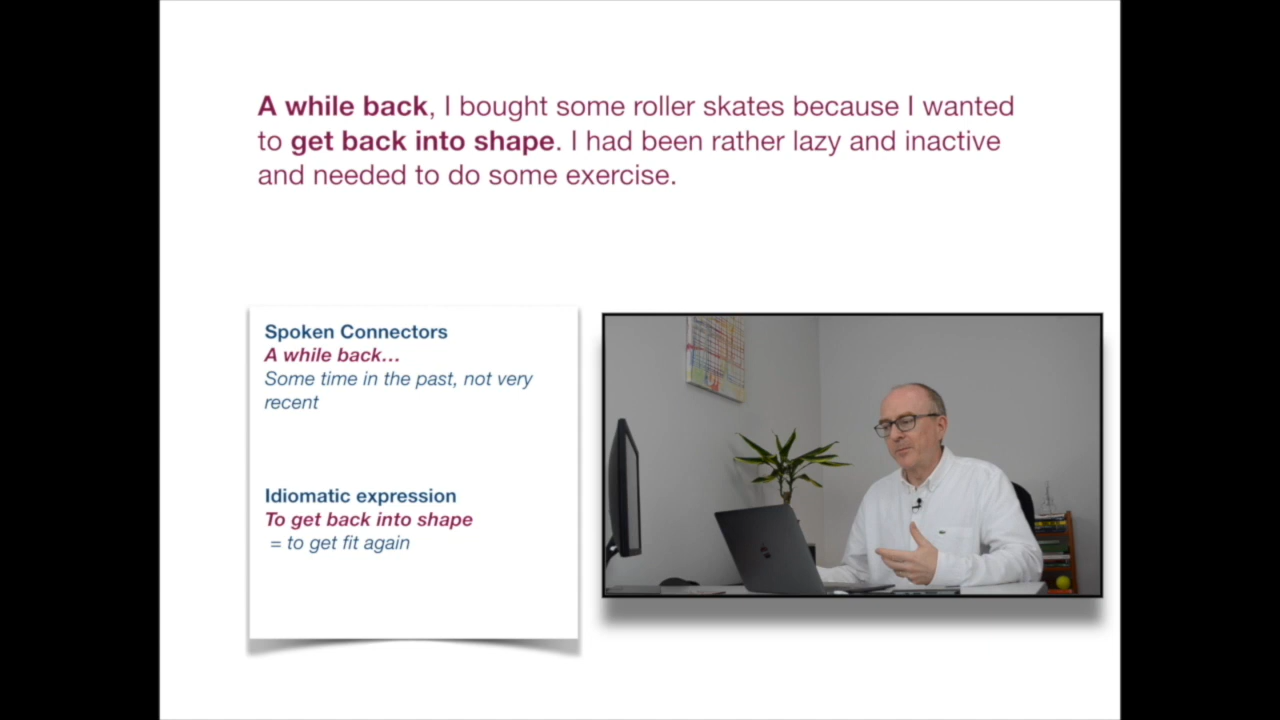 A while back, I bought some roller skates because I wanted
to get back into shape. I had been rather lazy and inactive
and needed to do some exercise.
Spoken Connectors
A while back…
Some time in the past, not very
recent
Idiomatic expression
To get back into shape
= to get fit again